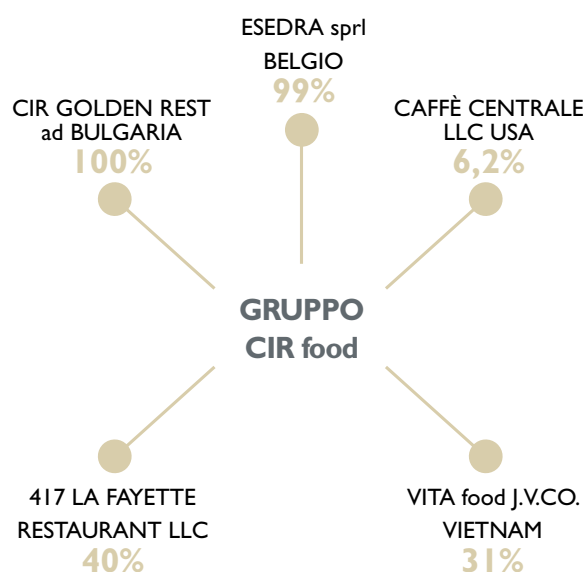 ESEDRA sprl
BELGIO
99%
CIR GOLDEN REST
ad BULGARIA
100%
CAFFÈ CENTRALE
LLC USA
6,2%
GRUPPO
CIR food
417 LA FAYETTE
RESTAURANT LLC
40%
VITA food J.V.CO.
VIETNAM
31%